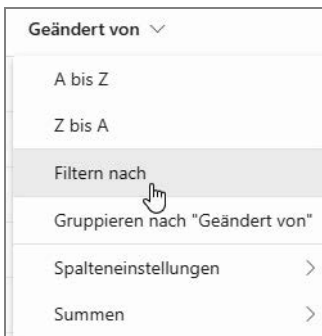 Geändert von
A bis Z
Z bis A
Filtern nach
Gruppieren nach "Geändert von"
Spalteneinstellungen
Summen